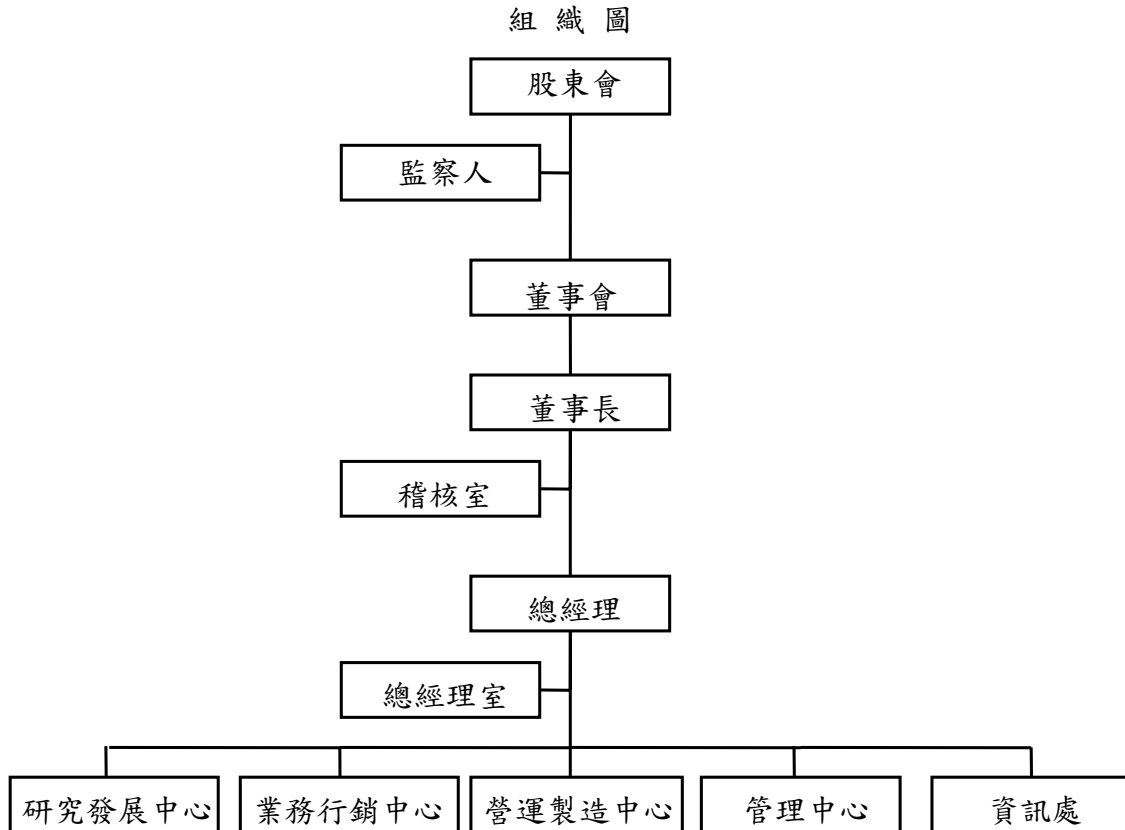 組 織 圖
股東會
監察人
董事會
董事長
稽核室
總經理
總經理室
研究發展中心
業務行銷中心
營運製造中心
管理中心
資訊處